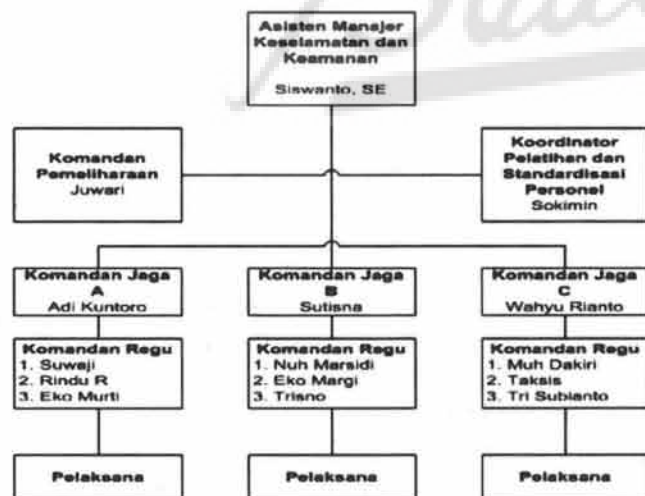 Asisten Manajer
Keselamatan dan
Keamanan
Siswanto, SE
Komandan
Pemeliharaan
Juwari
Koordinator
Pelatihan dan
Standardisasi
Personel
Sokimin
Komandan Jaga
A
Adi Kuntoro
Komandan Jaga
B
Sutisna
Komandan Jaga
C
Wahyu Rianto
Komandan Regu
1. Suwaji
2. Rindu R
3. Eko Murti
Komandan Regu
1. Nuh Marsidi
2. Eko Margi
3. Trisno
Komandan Regu
1. Muh Dakiri
2. Taksis
3. Tri Subianto
Pelaksana
Pelaksana
Pelaksana